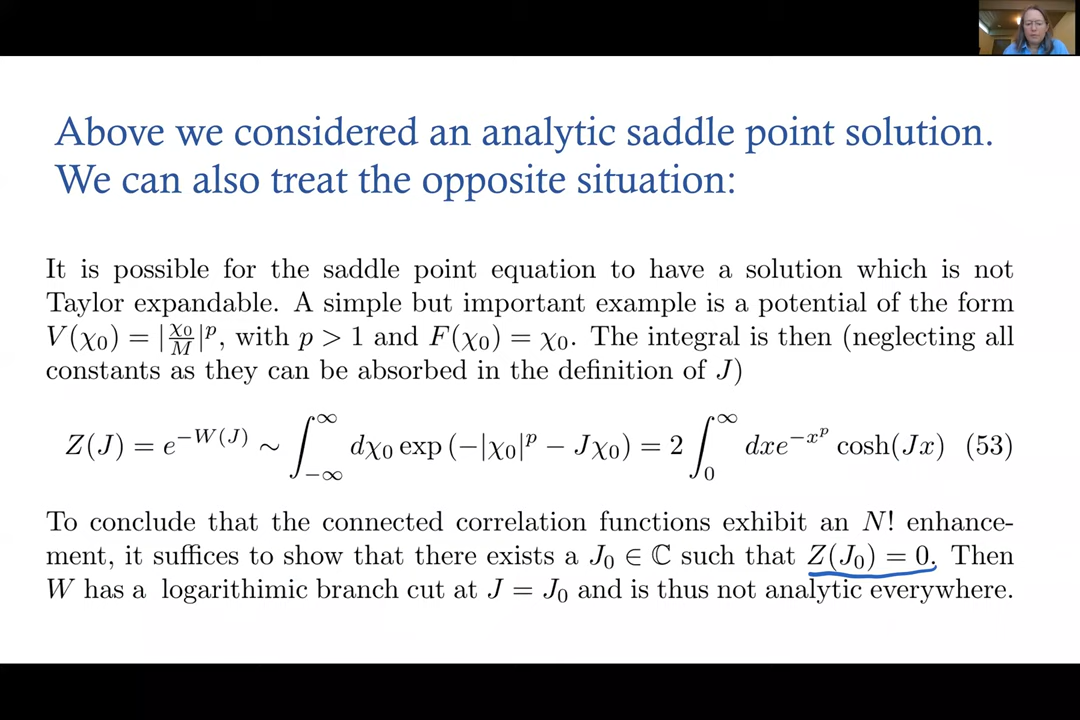 Above we considered an analytic saddle point solution.
We can also treat the opposite situation:
It is possible for the saddle point equation to have a solution which is not
Taylor expandable. A simple but important example is a potential of the form
V(χ₀) = |χ₀/M|^p, with p > 1 and F(χ₀) = χ₀. The integral is then (neglecting all
constants as they can be absorbed in the definition of J)
Z(J) = e^{−W(J)} ∼ ∫_{−∞}^{∞} dχ₀ exp (−|χ₀|^p − Jχ₀) = 2 ∫_0^∞ dxe^{−x^p} cosh(Jx) (53)
To conclude that the connected correlation functions exhibit an N! enhance-
ment, it suffices to show that there exists a J₀ ∈ ℂ such that Z(J₀) = 0. Then
W has a logarithimic branch cut at J = J₀ and is thus not analytic everywhere.